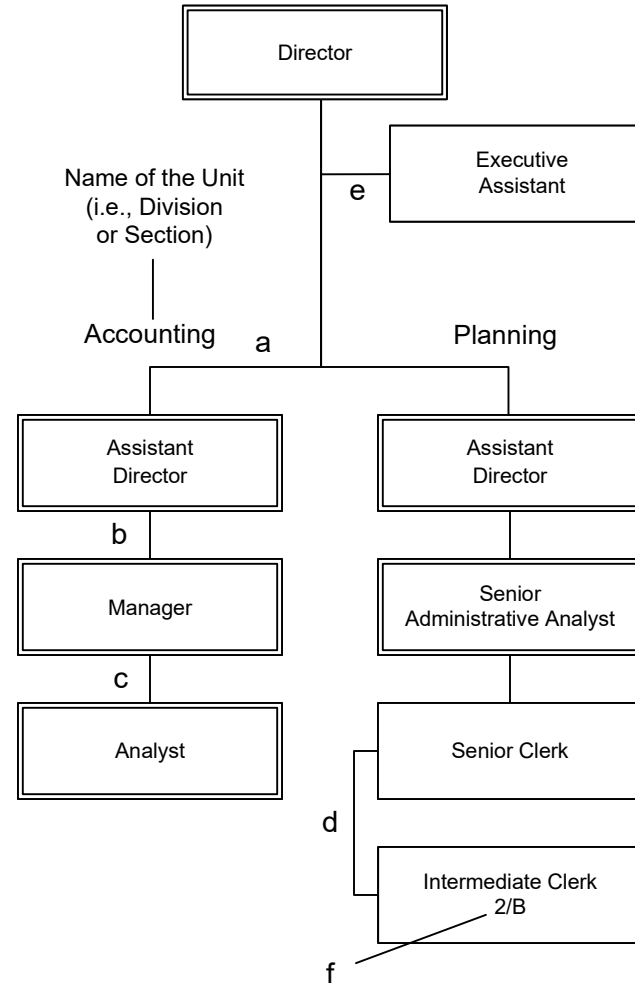 Director
Executive
Assistant
e
Name of the Unit
(i.e., Division
or Section)
Accounting
a
Planning
Assistant
Director
Assistant
Director
b
Manager
Senior
Administrative Analyst
c
Analyst
Senior Clerk
d
Intermediate Clerk
2/B
f